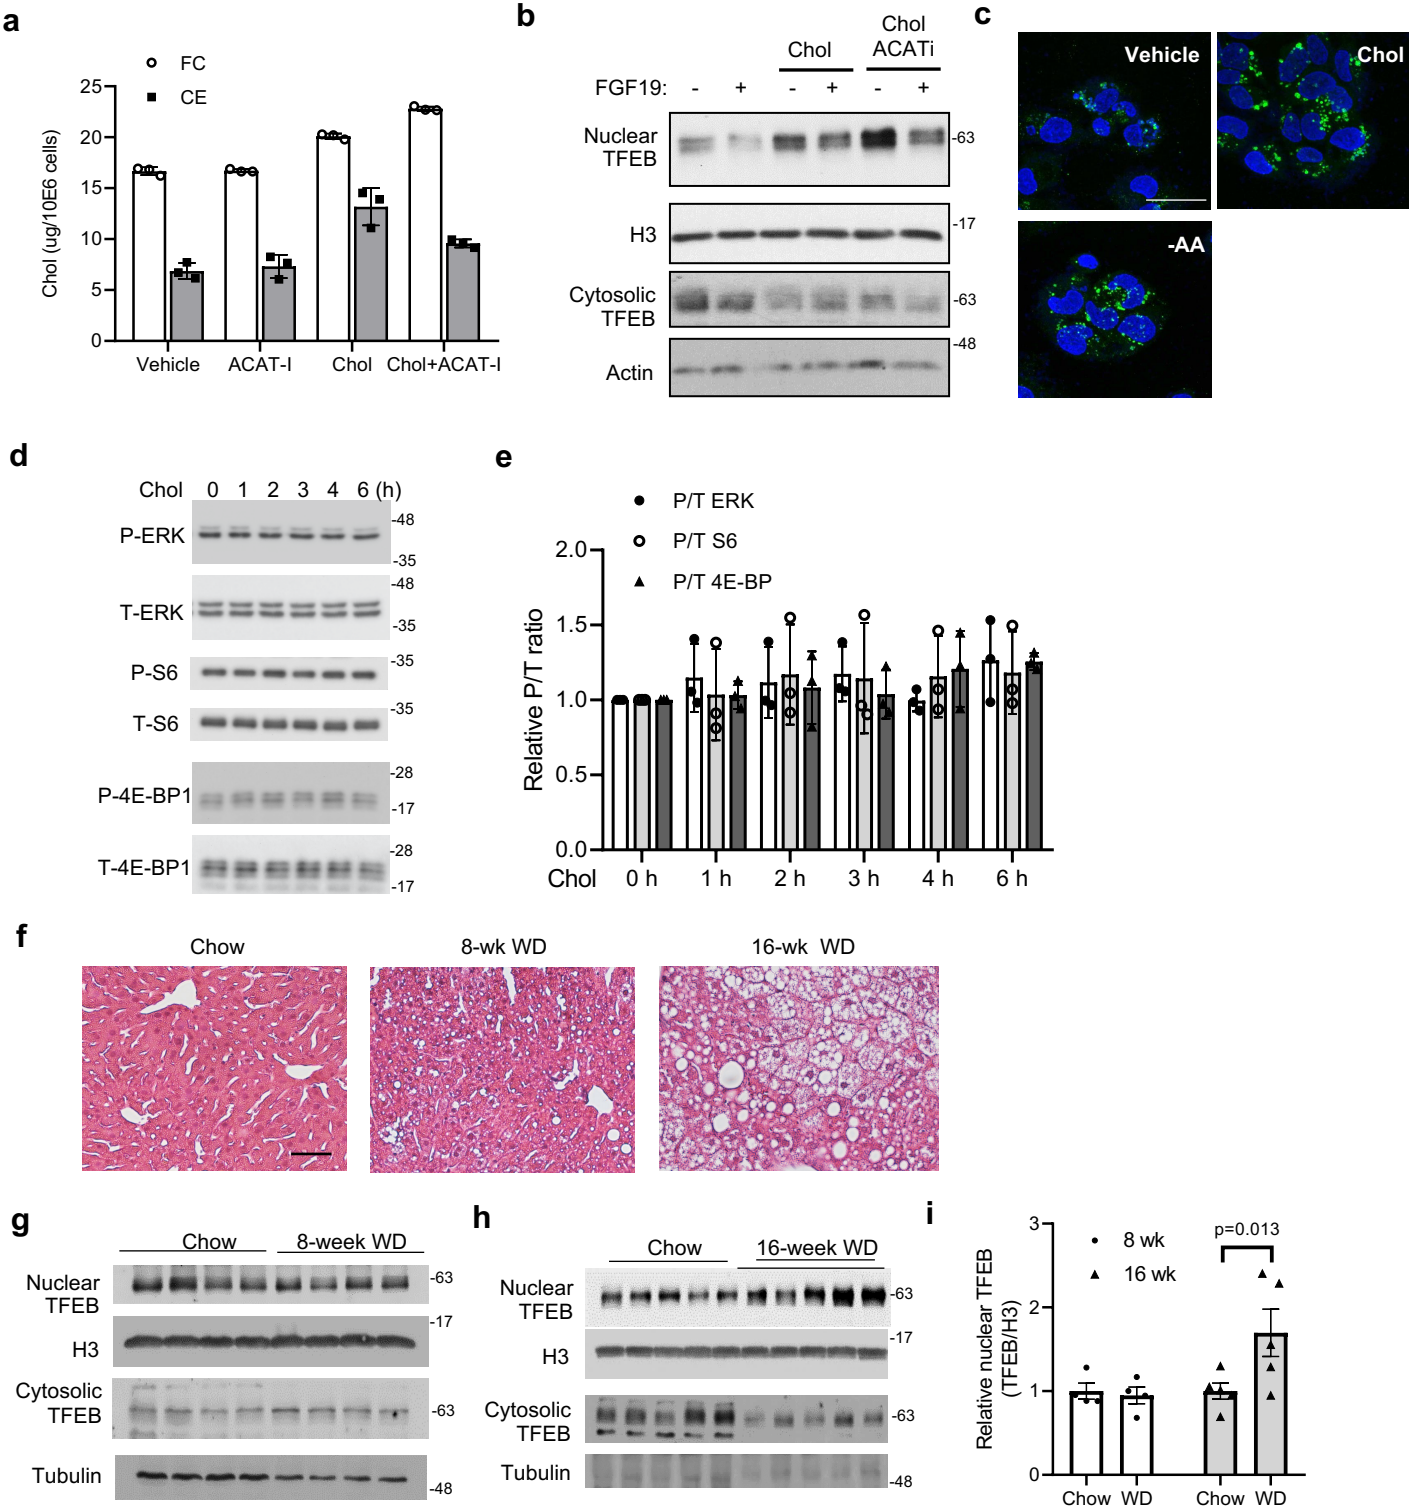 a
FC
CE
Chol (ug/10E6 cells)
25
20
15
10
5
0
Vehicle ACAT-I Chol Chol+ACAT-I
b
Chol
Chol
ACATi
FGF19: - + - + - +
Nuclear
TFEB
-63
H3
-17
Cytosolic
TFEB
-63
Actin
-48
c
Vehicle
Chol
-AA
d
Chol 0 1 2 3 4 6 (h)
P-ERK
-48
-35
T-ERK
-48
-35
P-S6
-35
T-S6
-35
P-4E-BP1
-28
-17
T-4E-BP1
-28
-17
e
P/T ERK
P/T S6
P/T 4E-BP
Relative P/T ratio
2.0
1.5
1.0
0.5
0.0
Chol 0 h 1 h 2 h 3 h 4 h 6 h
f
Chow 8-wk WD 16-wk WD
g
Chow 8-week WD
Nuclear
TFEB
-63
H3
-17
Cytosolic
TFEB
-63
Tubulin
-48
h
Chow 16-week WD
Nuclear
TFEB
-63
H3
-17
Cytosolic
TFEB
-63
Tubulin
-48
i
8 wk
16 wk
p=0.013
Relative nuclear TFEB
(TFEB/H3)
3
2
1
0
Chow WD Chow WD